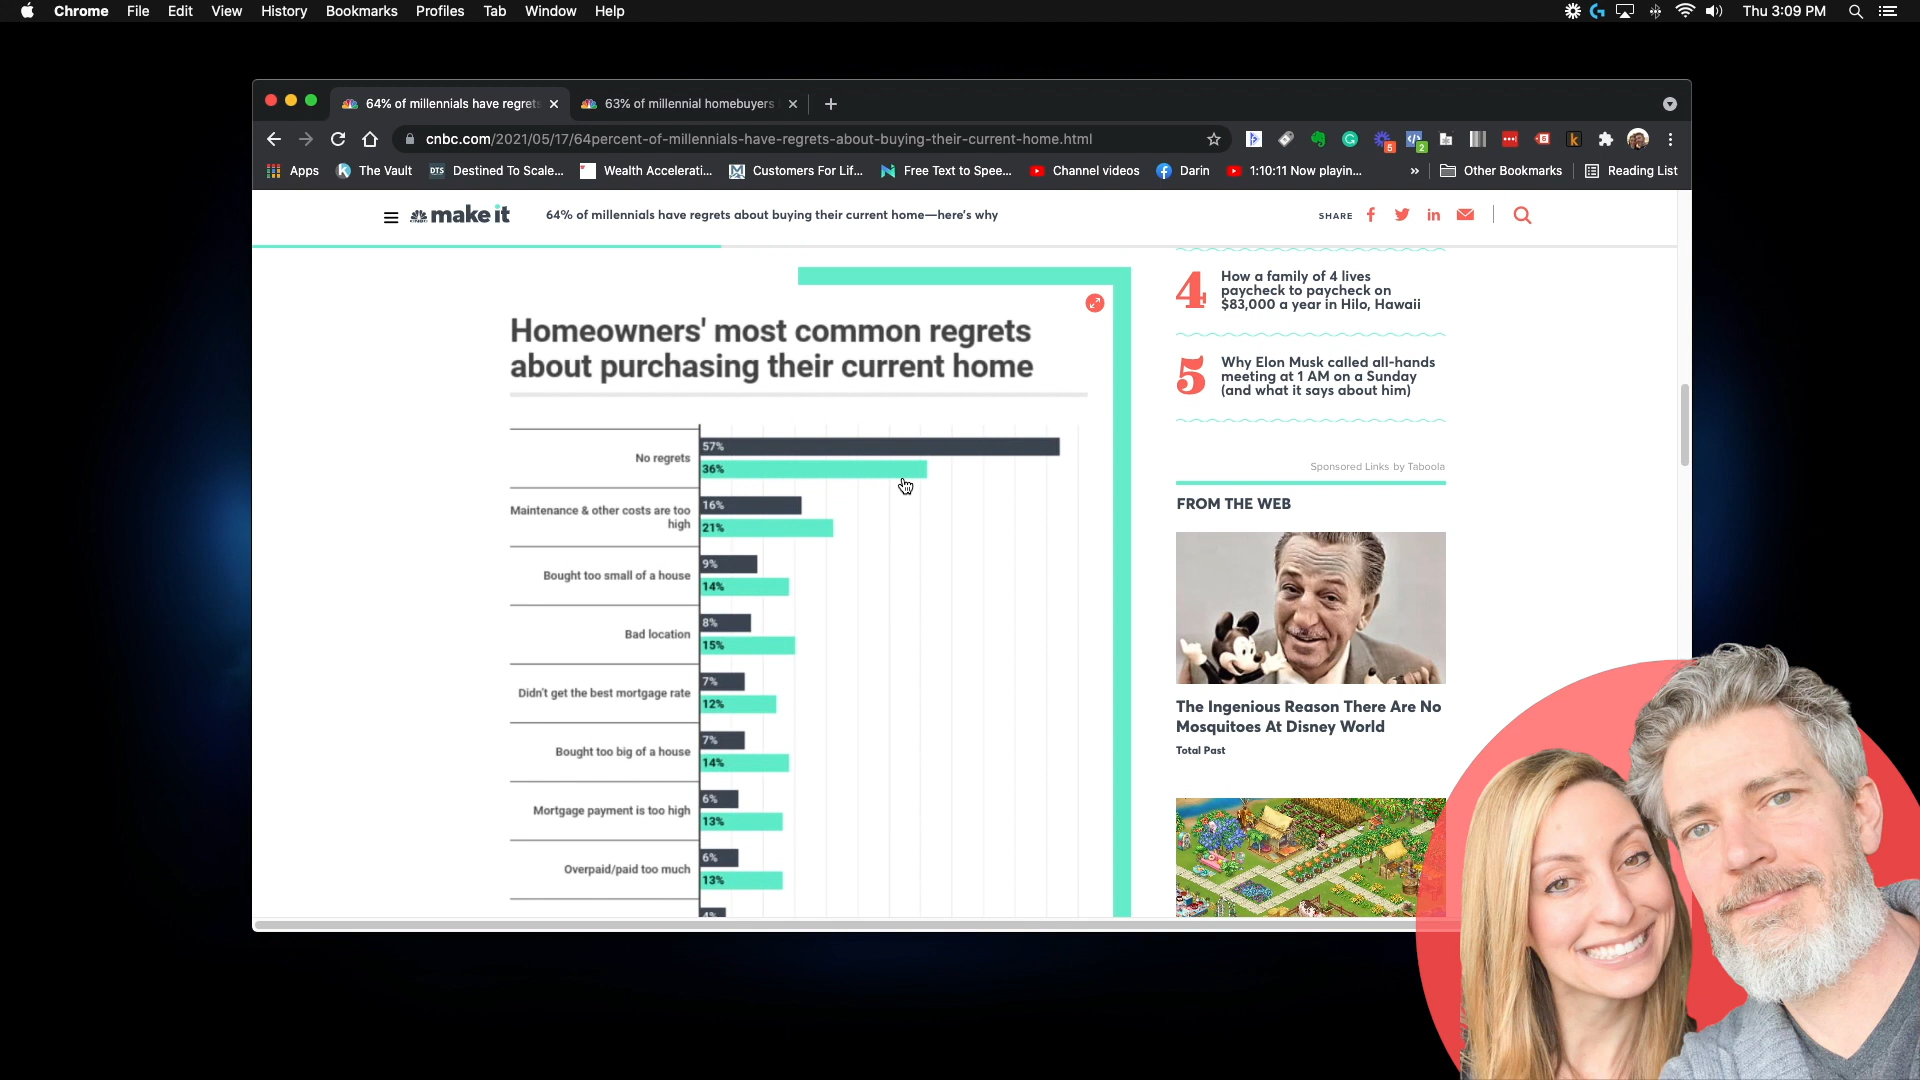 Chrome File Edit View History Bookmarks Profiles Tab Window Help
Thu 3:09 PM
64% of millennials have regrets
63% of millennial homebuyers
cnbc.com/2021/05/17/64percent-of-millennials-have-regrets-about-buying-their-current-home.html
5
2
k
Apps
The Vault
DTS Destined To Scale...
Wealth Accelerati...
Customers For Lif...
Free Text to Spee...
Channel videos
Darin
1:10:11 Now playin...
»
Other Bookmarks
Reading List
make it
64% of millennials have regrets about buying their current home—here's why
SHARE
Homeowners' most common regrets
about purchasing their current home
No regrets
57%
36%
Maintenance & other costs are too
high
16%
21%
Bought too small of a house
9%
14%
Bad location
8%
15%
Didn't get the best mortgage rate
7%
12%
Bought too big of a house
7%
14%
Mortgage payment is too high
6%
13%
Overpaid/paid too much
6%
13%
4%
4
How a family of 4 lives
paycheck to paycheck on
$83,000 a year in Hilo, Hawaii
5
Why Elon Musk called all-hands
meeting at 1 AM on a Sunday
(and what it says about him)
Sponsored Links by Taboola
FROM THE WEB
The Ingenious Reason There Are No
Mosquitoes At Disney World
Total Past